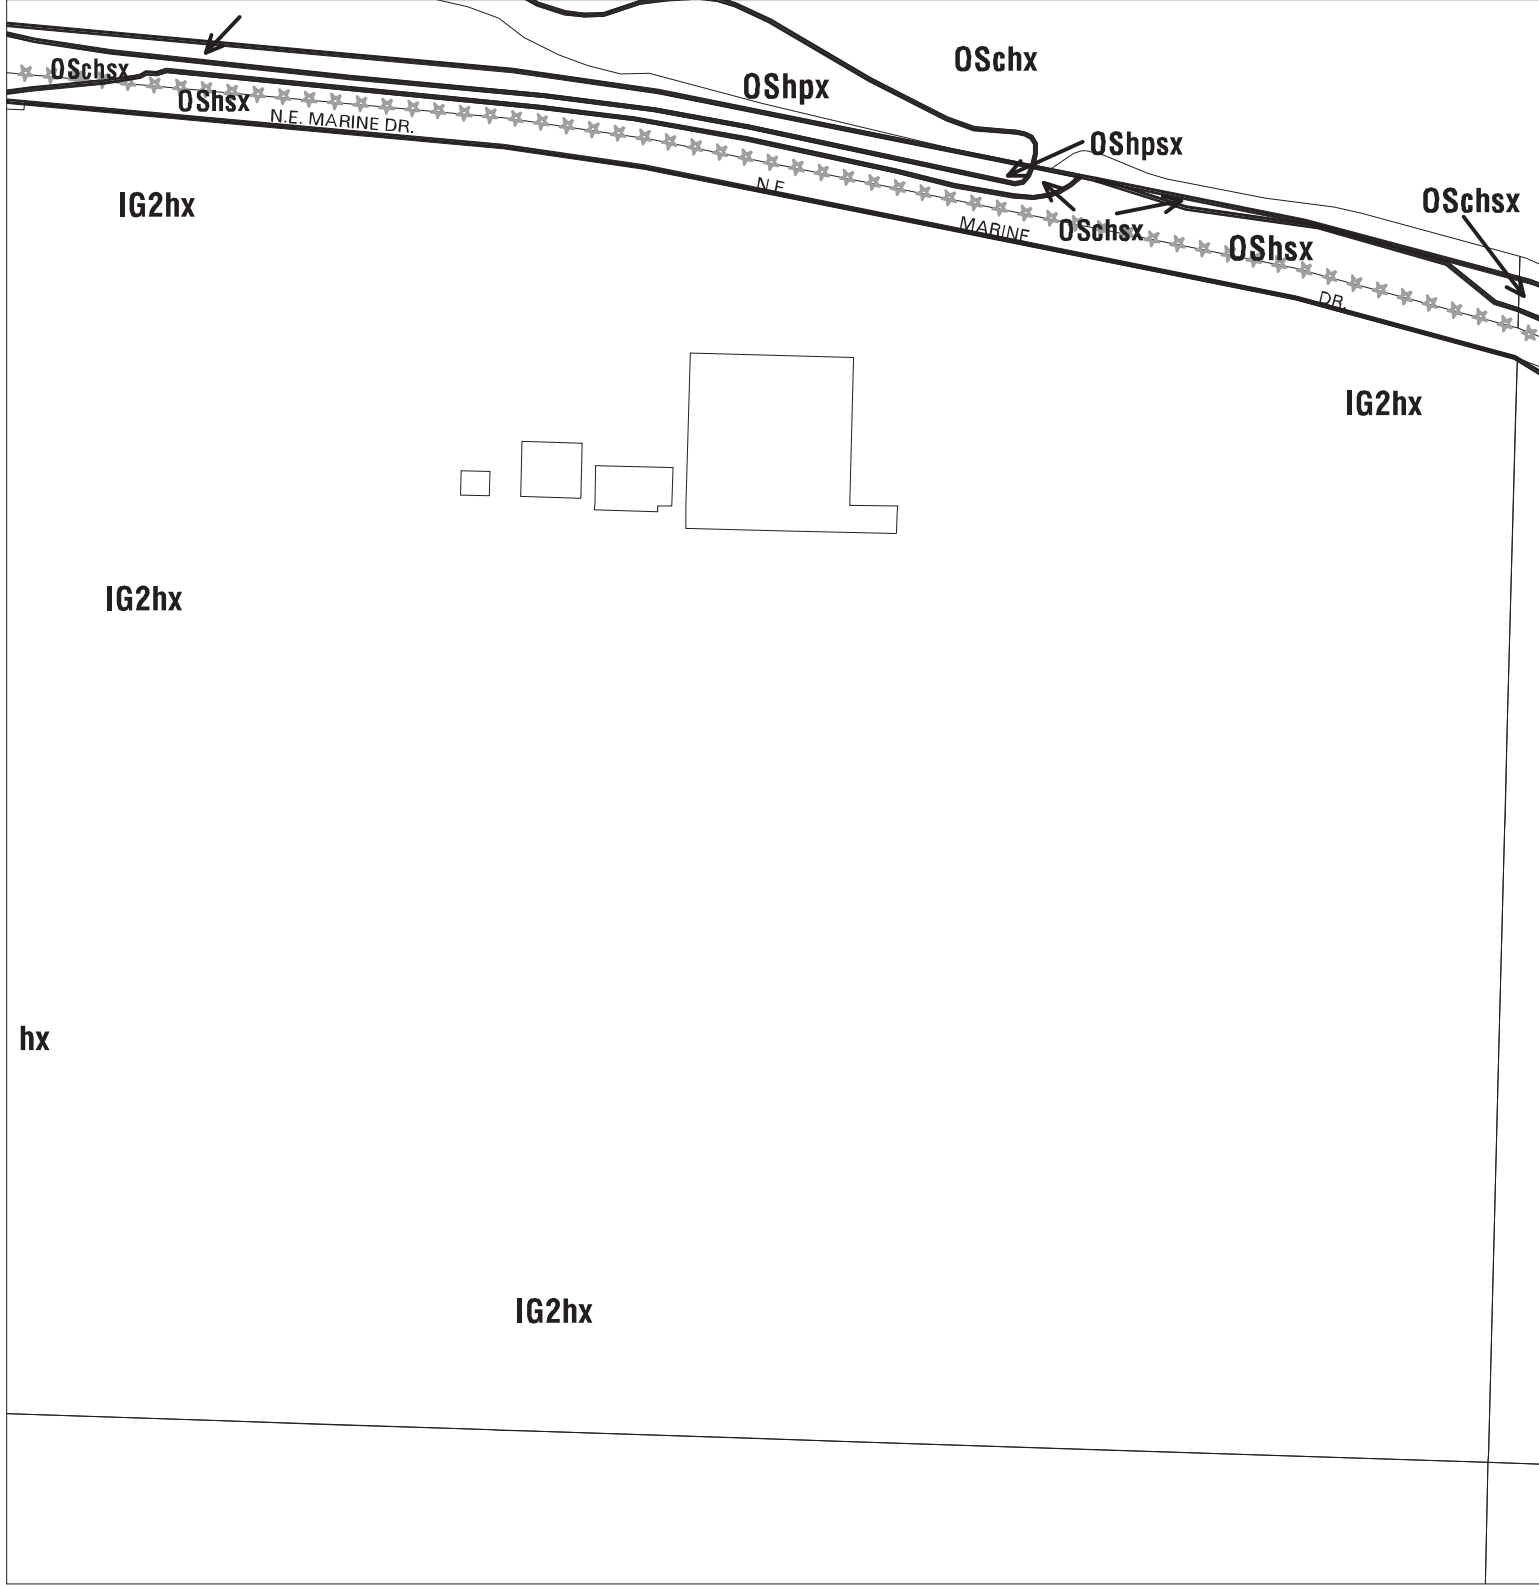 OSchx
OSchsx
OShpx
OShsx
N.E. MARINE DR.
OShpsx
IG2hx
N.E.
MARINE
OSchsx
OSchsx
OShsx
DR.
IG2hx
IG2hx
hx
IG2hx